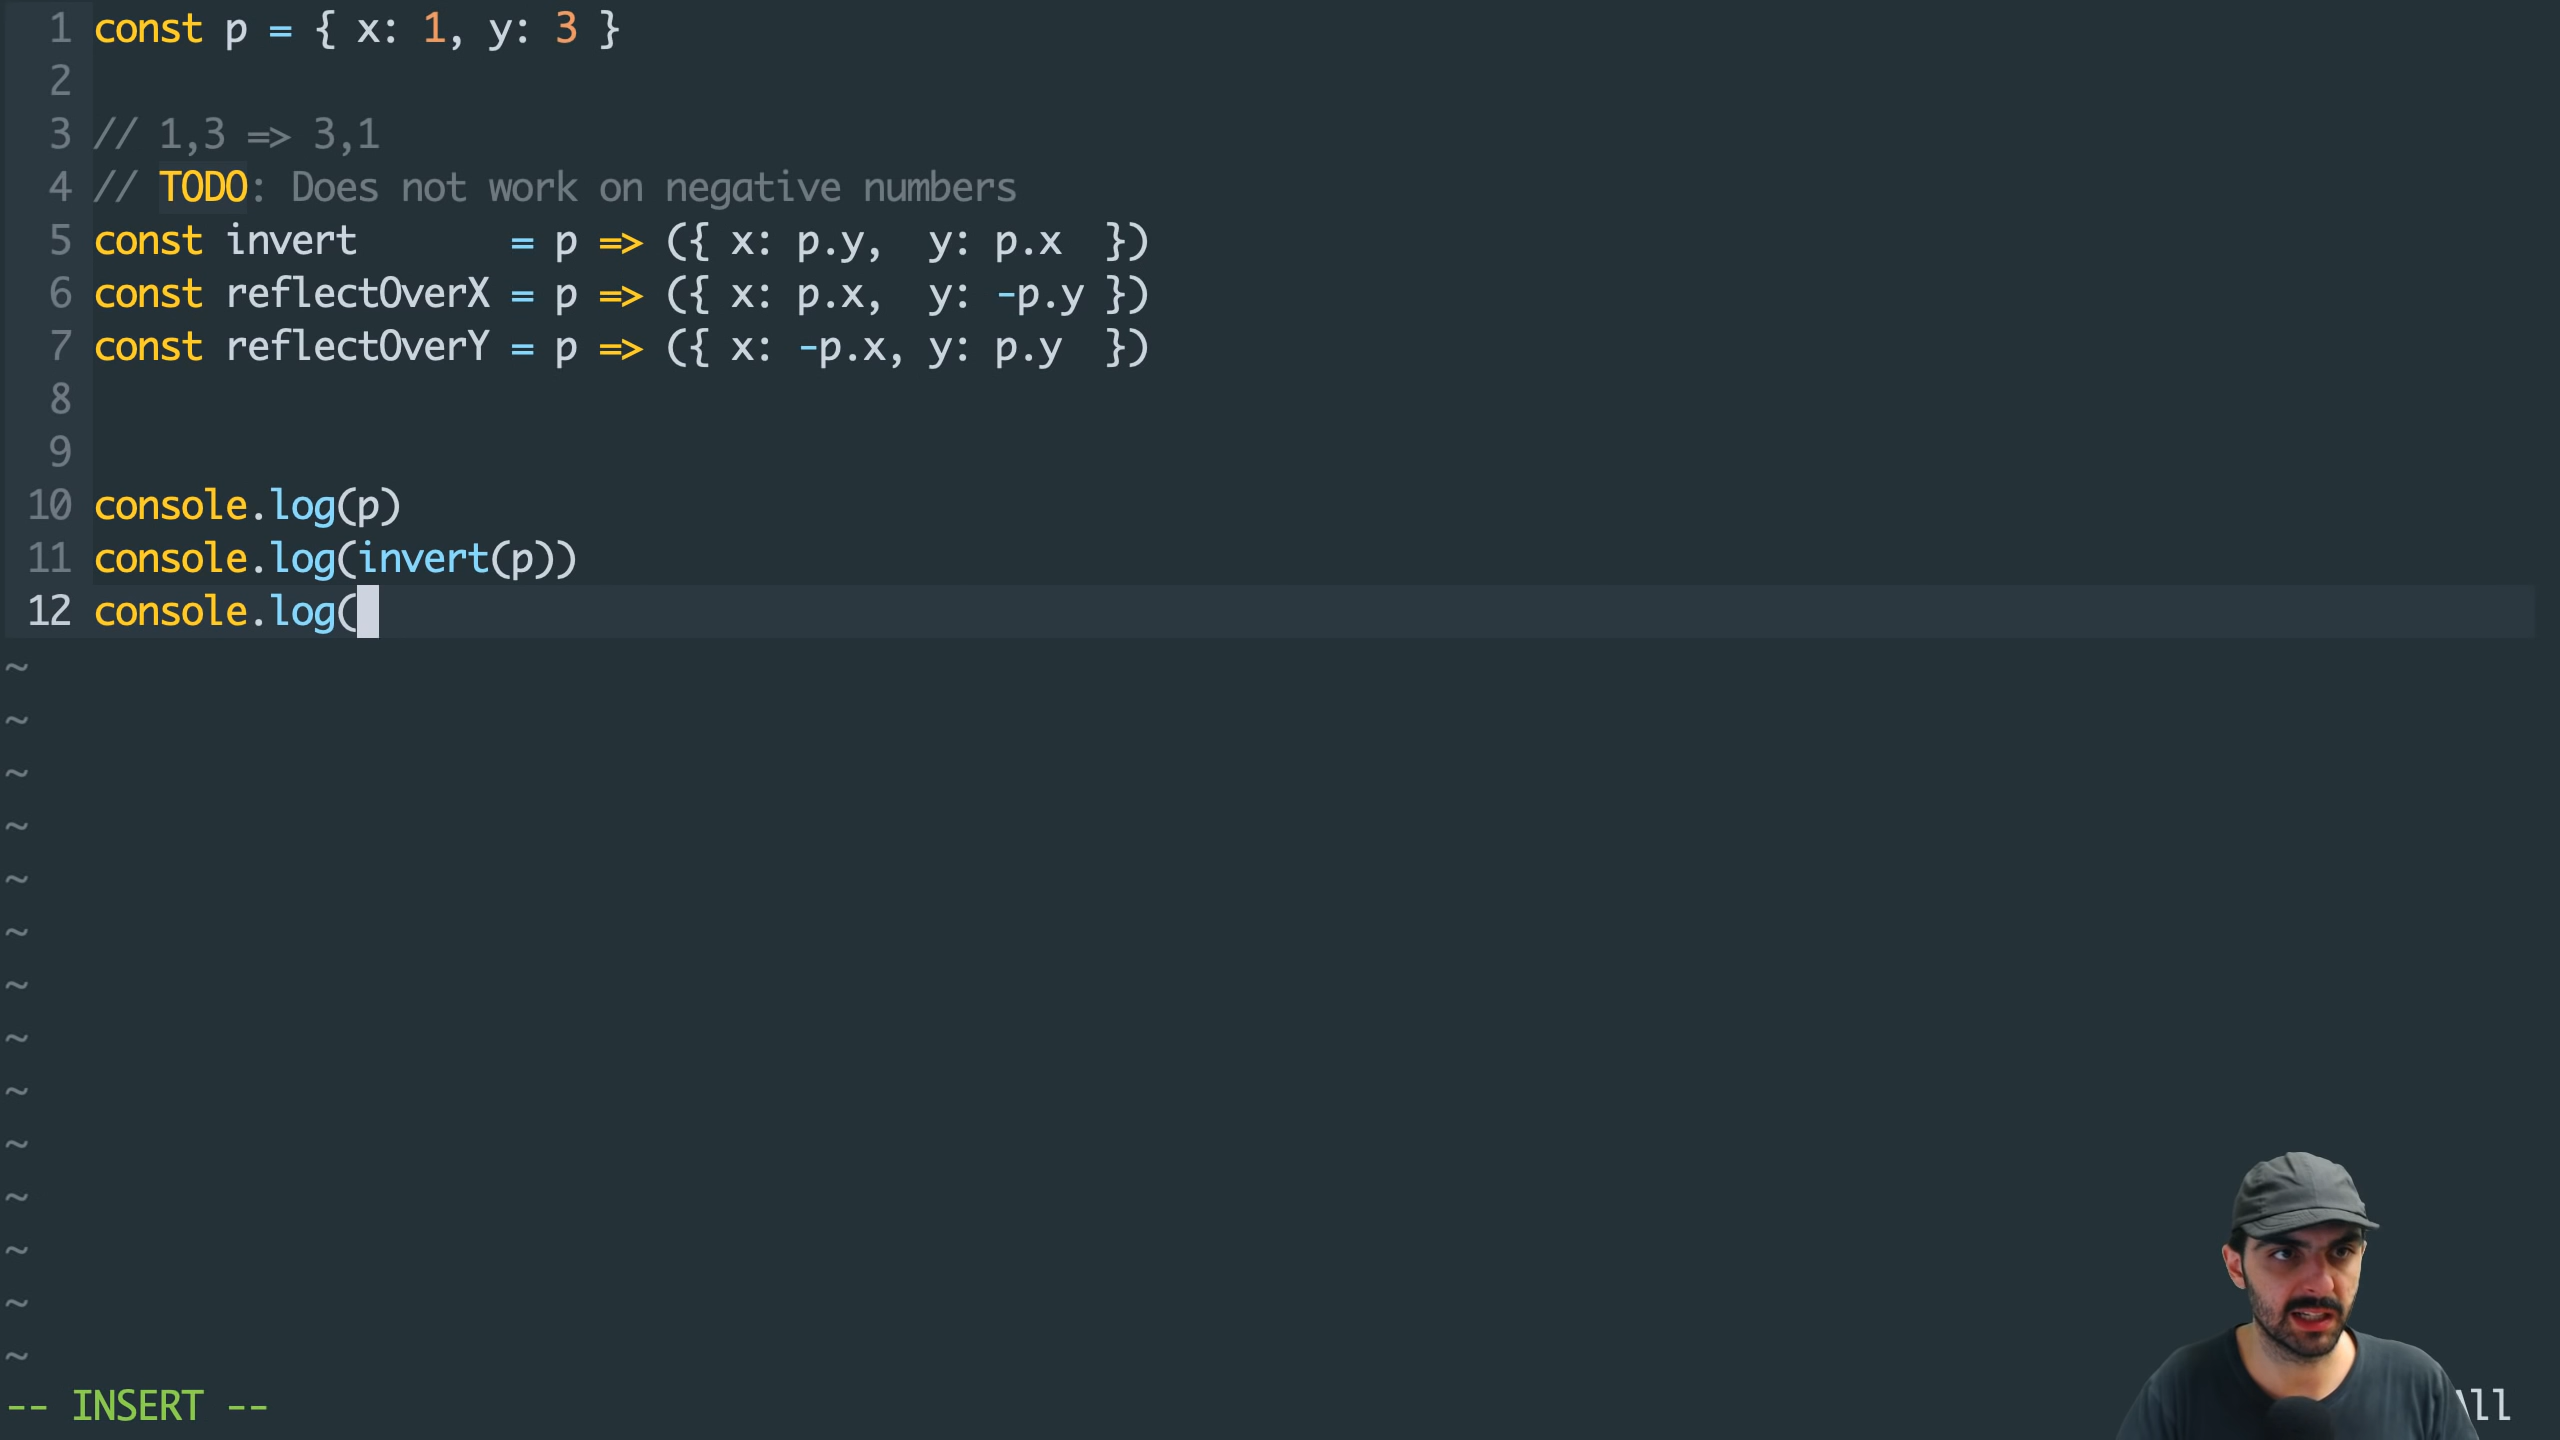 1 const p = { x: 1, y: 3 }
2
3 // 1,3 => 3,1
4 // TODO: Does not work on negative numbers
5 const invert       = p => ({ x: p.y,  y: p.x  })
6 const reflectOverX = p => ({ x: p.x,  y: -p.y })
7 const reflectOverY = p => ({ x: -p.x, y: p.y  })
8
9
10 console.log(p)
11 console.log(invert(p))
12 console.log(
~
~
~
~
~
~
~
~
~
~
~
~
~
~
-- INSERT --